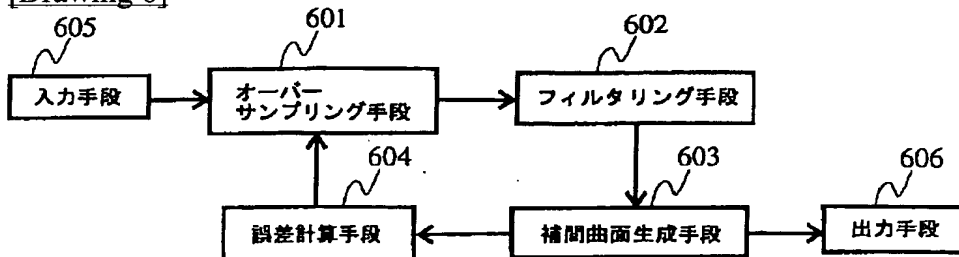 605
601
602
入力手段
オーバー
サンプリング手段
フィルタリング手段
604
603
606
誤差計算手段
補間曲面生成手段
出力手段